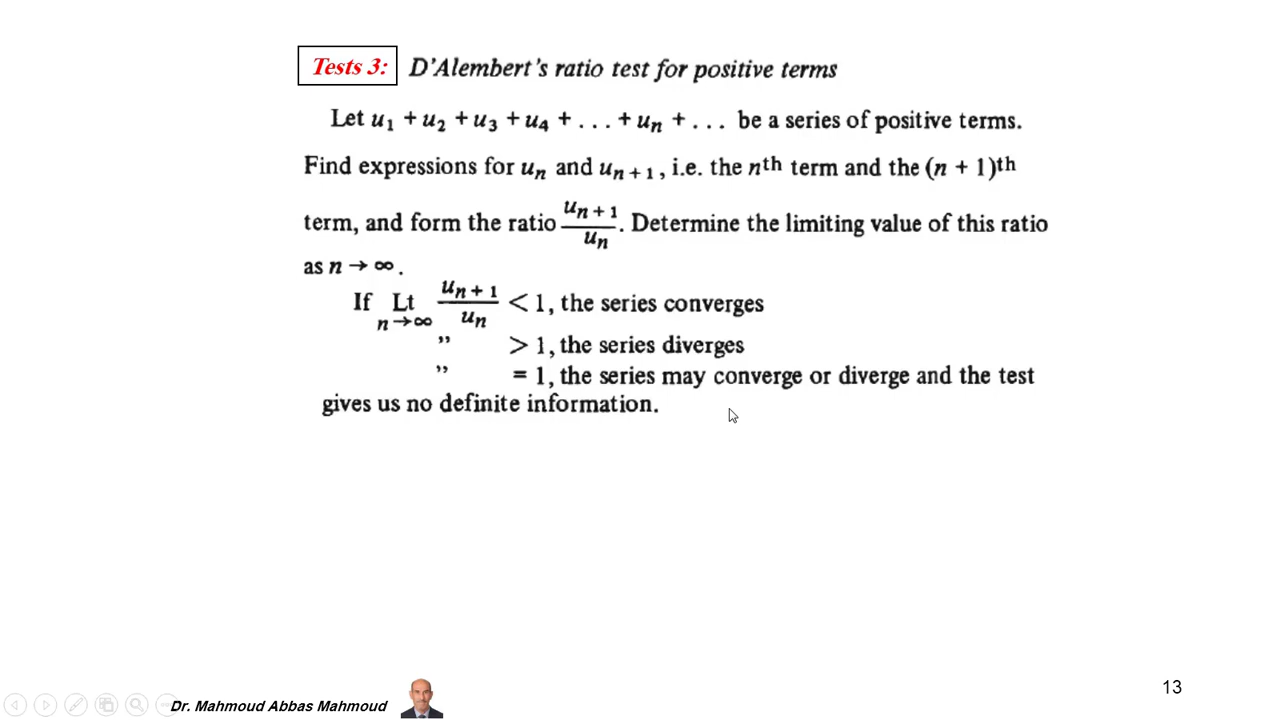 Tests 3: D'Alembert's ratio test for positive terms
Let u₁ + u₂ + u₃ + u₄ + . . . + uₙ + . . . be a series of positive terms.
Find expressions for uₙ and uₙ₊₁, i.e. the nᵗʰ term and the (n + 1)ᵗʰ
term, and form the ratio uₙ₊₁/uₙ. Determine the limiting value of this ratio
as n → ∞.
If Lt n→∞ uₙ₊₁/uₙ < 1, the series converges
" > 1, the series diverges
" = 1, the series may converge or diverge and the test
gives us no definite information.
Dr. Mahmoud Abbas Mahmoud
13